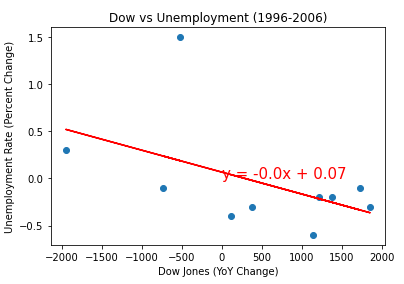 Dow vs Unemployment (1996-2006)
Unemployment Rate (Percent Change)
1.5
1.0
0.5
0.0
−0.5
y = -0.0x + 0.07
−2000 −1500 −1000 −500 0 500 1000 1500 2000
Dow Jones (YoY Change)